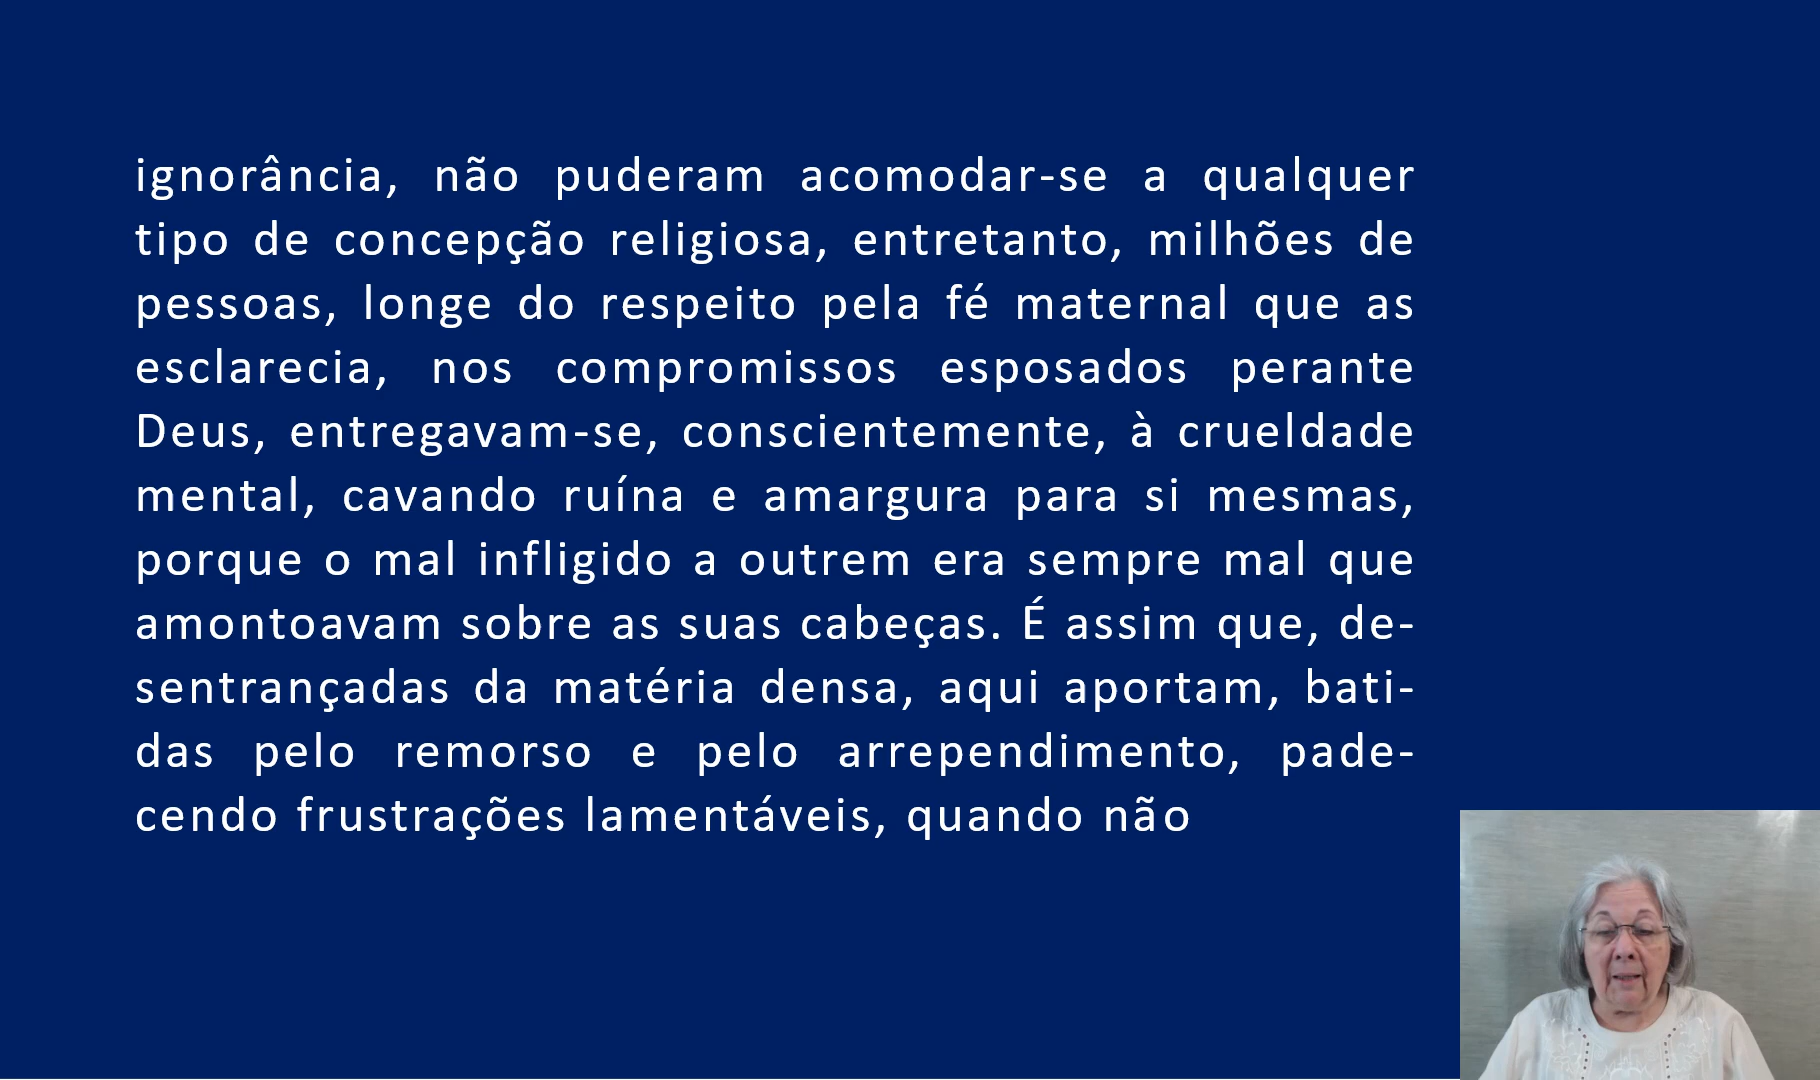 ignorância, não puderam acomodar-se a qualquer
tipo de concepção religiosa, entretanto, milhões de
pessoas, longe do respeito pela fé maternal que as
esclarecia, nos compromissos esposados perante
Deus, entregavam-se, conscientemente, à crueldade
mental, cavando ruína e amargura para si mesmas,
porque o mal infligido a outrem era sempre mal que
amontoavam sobre as suas cabeças. É assim que, de-
sentrançadas da matéria densa, aqui aportam, bati-
das pelo remorso e pelo arrependimento, pade-
cendo frustrações lamentáveis, quando não